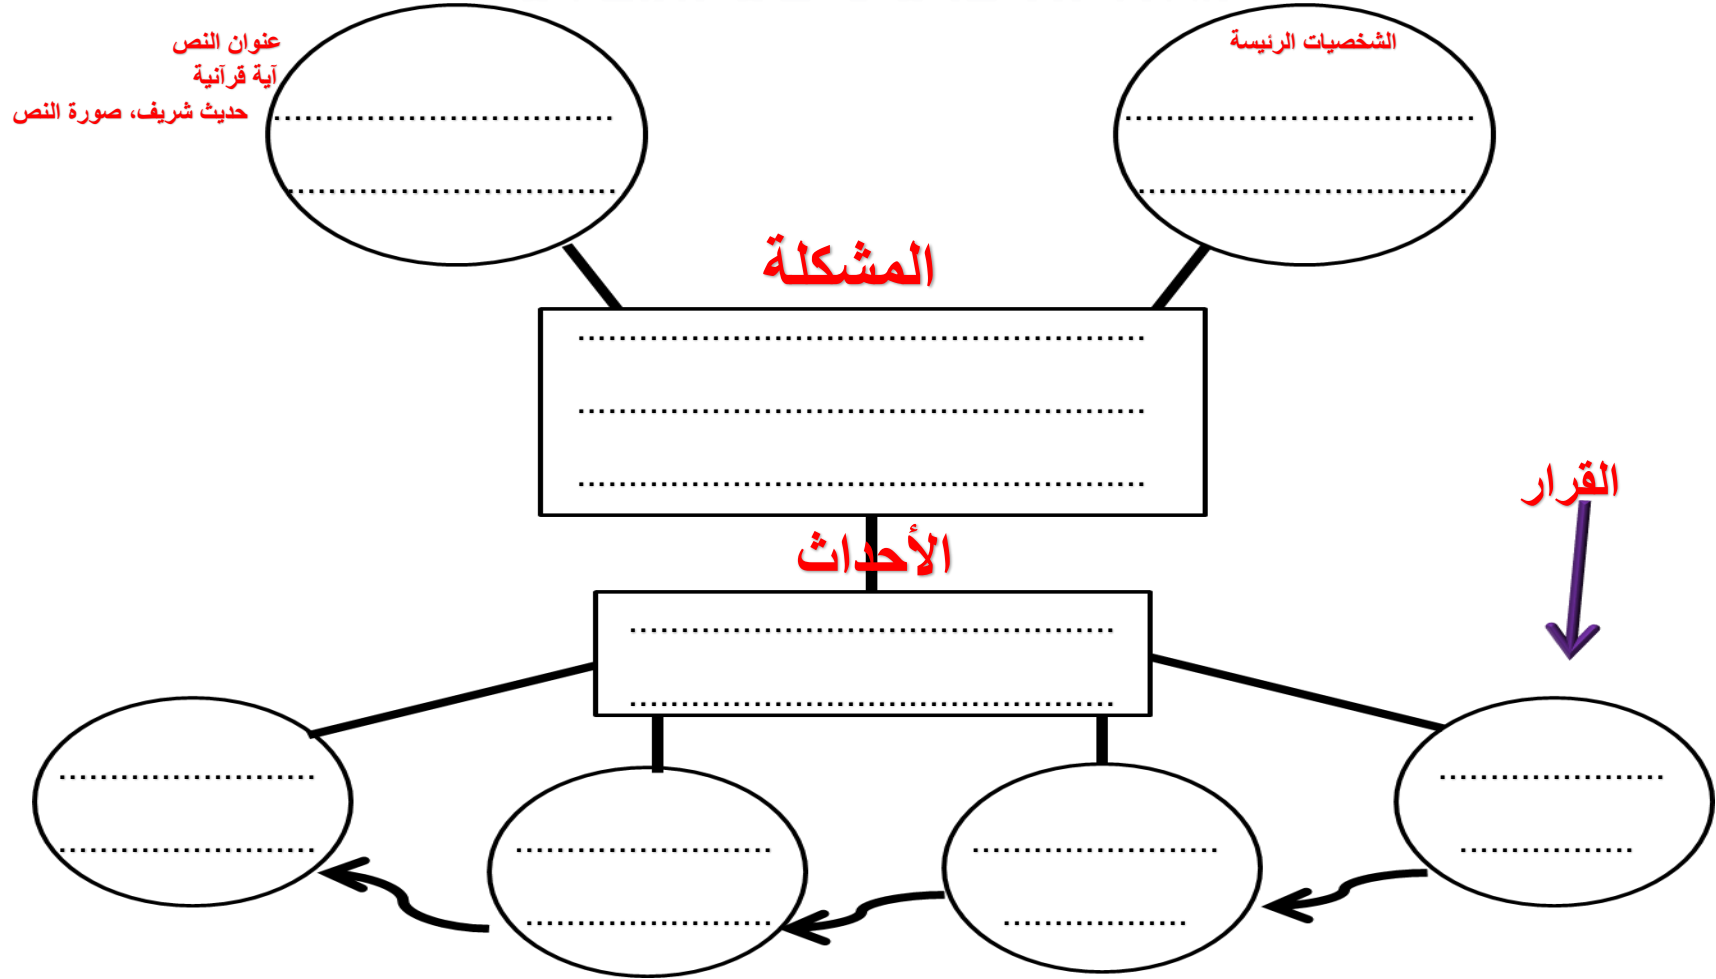 الشخصيات الرئيسة
عنوان النص
آية قرآنية
حديث شريف، صورة النص
المشكلة
القرار
الأحداث